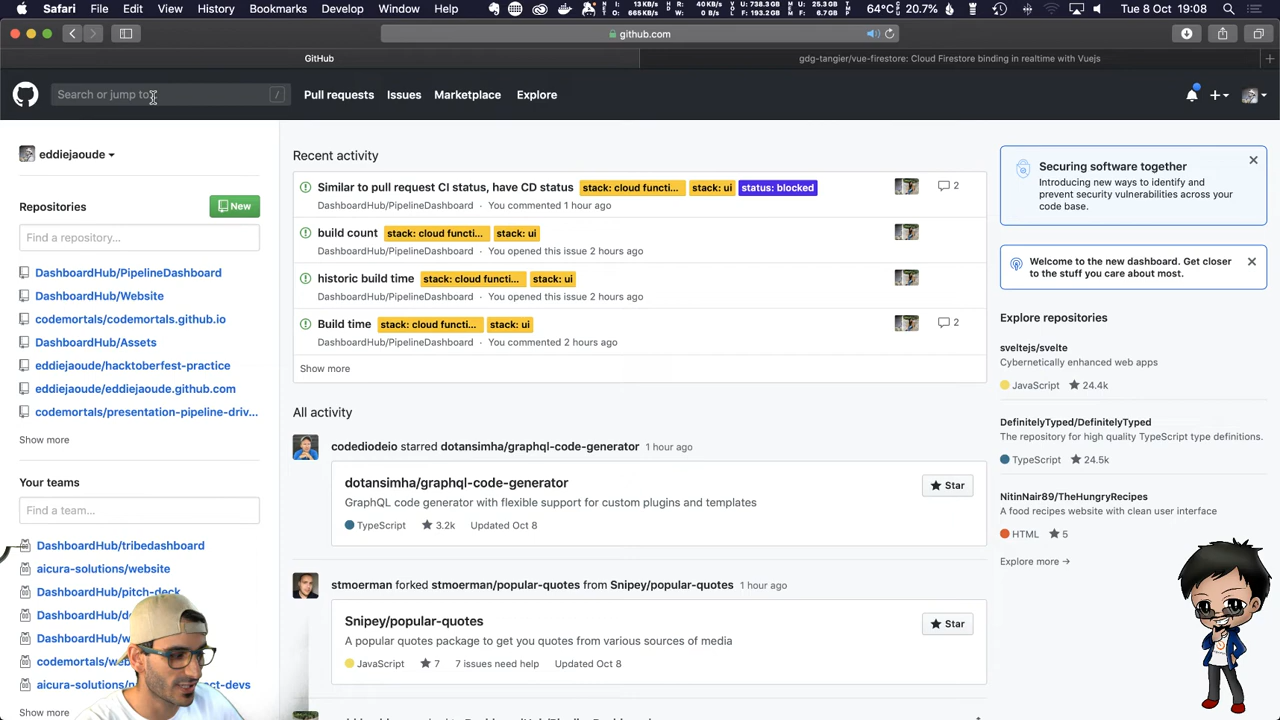 Safari File Edit View History Bookmarks Develop Window Help
64°C 20.7% Tue 8 Oct 19:08
github.com
GitHub
gdg-tangier/vue-firestore: Cloud Firestore binding in realtime with Vuejs
Search or jump to
/
Pull requests Issues Marketplace Explore
eddiejaoude
Repositories
New
Find a repository...
DashboardHub/PipelineDashboard
DashboardHub/Website
codemortals/codemortals.github.io
DashboardHub/Assets
eddiejaoude/hacktoberfest-practice
eddiejaoude/eddiejaoude.github.com
codemortals/presentation-pipeline-driv...
Show more
Your teams
Find a team...
DashboardHub/tribedashboard
aicura-solutions/website
DashboardHub/pitch-deck
Show more
Recent activity
Similar to pull request CI status, have CD status stack: cloud functi... stack: ui status: blocked
2
DashboardHub/PipelineDashboard · You commented 1 hour ago
build count stack: cloud functi... stack: ui
DashboardHub/PipelineDashboard · You opened this issue 2 hours ago
historic build time stack: cloud functi... stack: ui
DashboardHub/PipelineDashboard · You opened this issue 2 hours ago
Build time stack: cloud functi... stack: ui
2
DashboardHub/PipelineDashboard · You commented 2 hours ago
Show more
All activity
codediodeio starred dotansimha/graphql-code-generator 1 hour ago
dotansimha/graphql-code-generator
Star
GraphQL code generator with flexible support for custom plugins and templates
TypeScript 3.2k Updated Oct 8
stmoerman forked stmoerman/popular-quotes from Snipey/popular-quotes 1 hour ago
Snipey/popular-quotes
Star
A popular quotes package to get you quotes from various sources of media
JavaScript 7 7 issues need help Updated Oct 8
Securing software together
Introducing new ways to identify and
prevent security vulnerabilities across your
code base.
Welcome to the new dashboard. Get closer
to the stuff you care about most.
Explore repositories
sveltejs/svelte
Cybernetically enhanced web apps
JavaScript 24.4k
DefinitelyTyped/DefinitelyTyped
The repository for high quality TypeScript type definitions.
TypeScript 24.5k
NitinNair89/TheHungryRecipes
A food recipes website with clean user interface
HTML 5
Explore more →